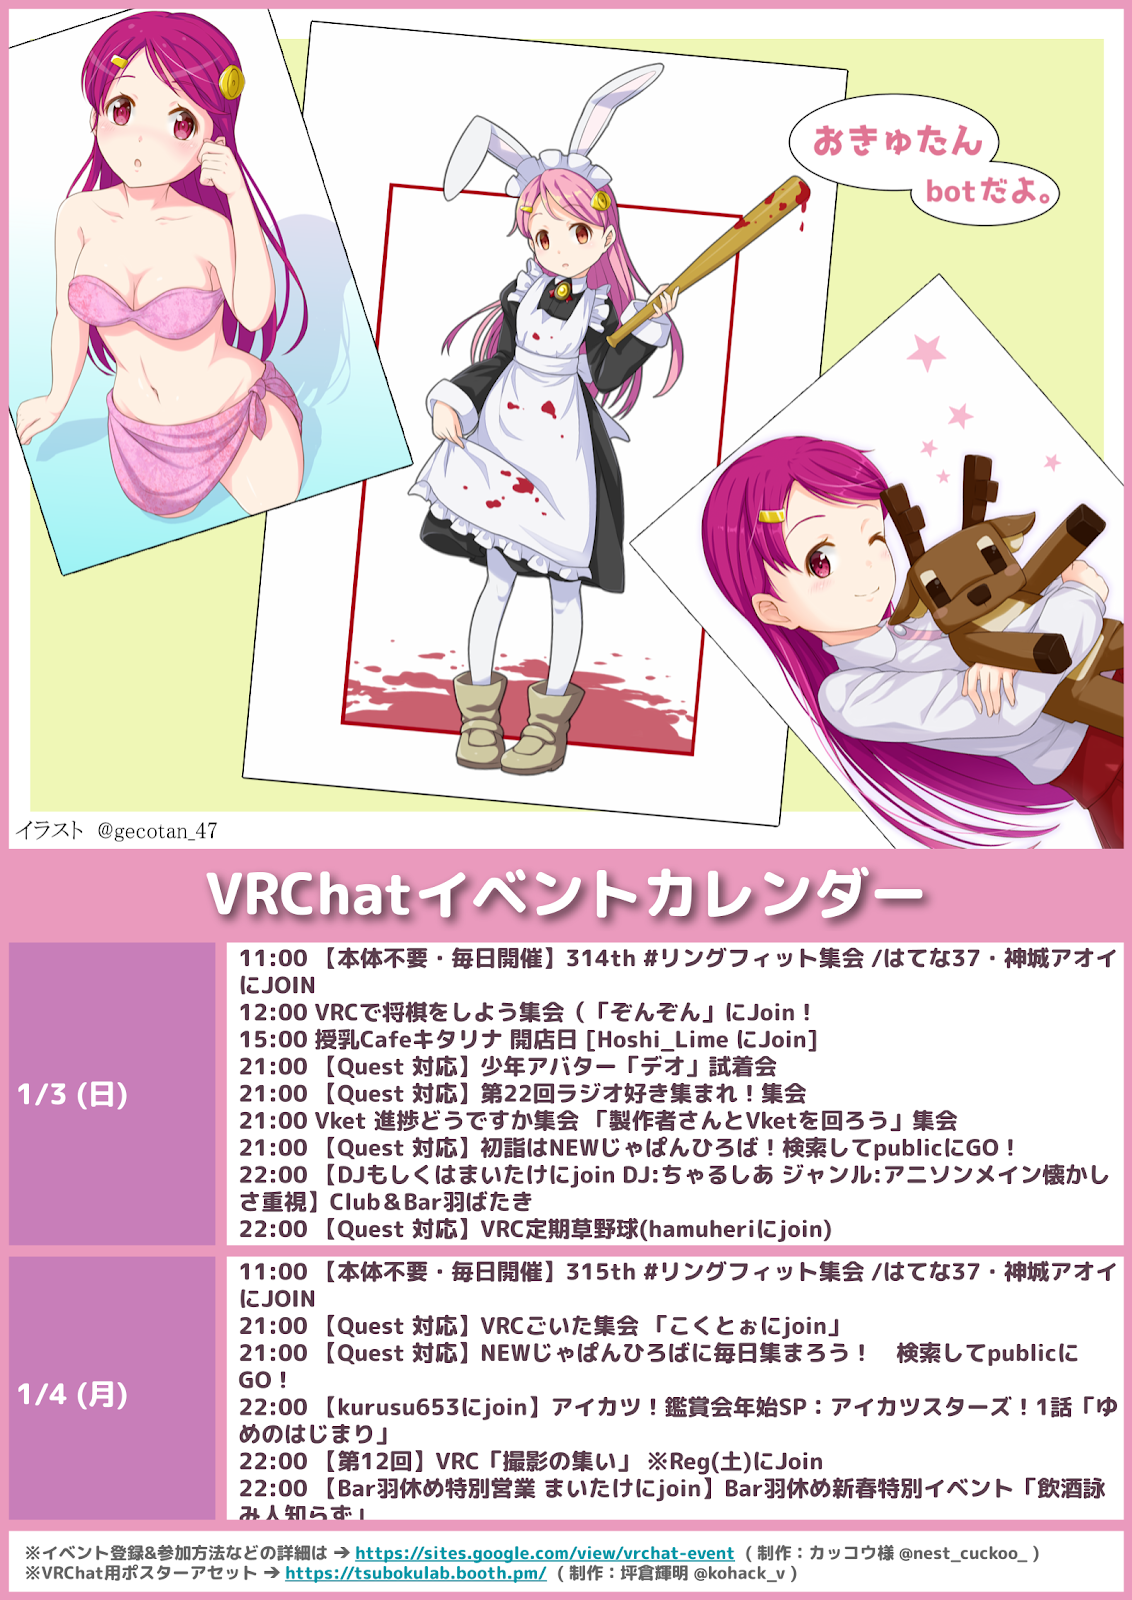 おきゅたん
botだよ。
イラスト @gecotan_47
VRChatイベントカレンダー
1/3 (日)
11:00 【本体不要・毎日開催】314th #リングフィット集会 /はてな37・神城アオイ
にJOIN
12:00 VRCで将棋をしよう集会（「ぞんぞん」にJoin！
15:00 授乳Cafeキタリナ 開店日 [Hoshi_Lime にJoin]
21:00 【Quest 対応】少年アバター「デオ」試着会
21:00 【Quest 対応】第22回ラジオ好き集まれ！集会
21:00 Vket 進捗どうですか集会 「製作者さんとVketを回ろう」集会
21:00 【Quest 対応】初詣はNEWじゃぱんひろば！検索してpublicにGO！
22:00 【DJもしくはまいたけにjoin DJ:ちゃるしあ ジャンル:アニソンメイン懐かし
さ重視】Club＆Bar羽ばたき
22:00 【Quest 対応】VRC定期草野球(hamuheriにjoin)
1/4 (月)
11:00 【本体不要・毎日開催】315th #リングフィット集会 /はてな37・神城アオイ
にJOIN
21:00 【Quest 対応】VRCごいた集会 「こくとぉにjoin」
21:00 【Quest 対応】NEWじゃぱんひろばに毎日集まろう！　検索してpublicに
GO！
22:00 【kurusu653にjoin】アイカツ！鑑賞会年始SP：アイカツスターズ！1話「ゆ
めのはじまり」
22:00 【第12回】VRC「撮影の集い」 ※Reg(土)にJoin
22:00 【Bar羽休め特別営業 まいたけにjoin】Bar羽休め新春特別イベント「飲酒詠
み人知らず」
※イベント登録&参加方法などの詳細は → https://sites.google.com/view/vrchat-event ( 制作：カッコウ様 @nest_cuckoo_ )
※VRChat用ポスターアセット → https://tsubokulab.booth.pm/ ( 制作：坪倉輝明 @kohack_v )